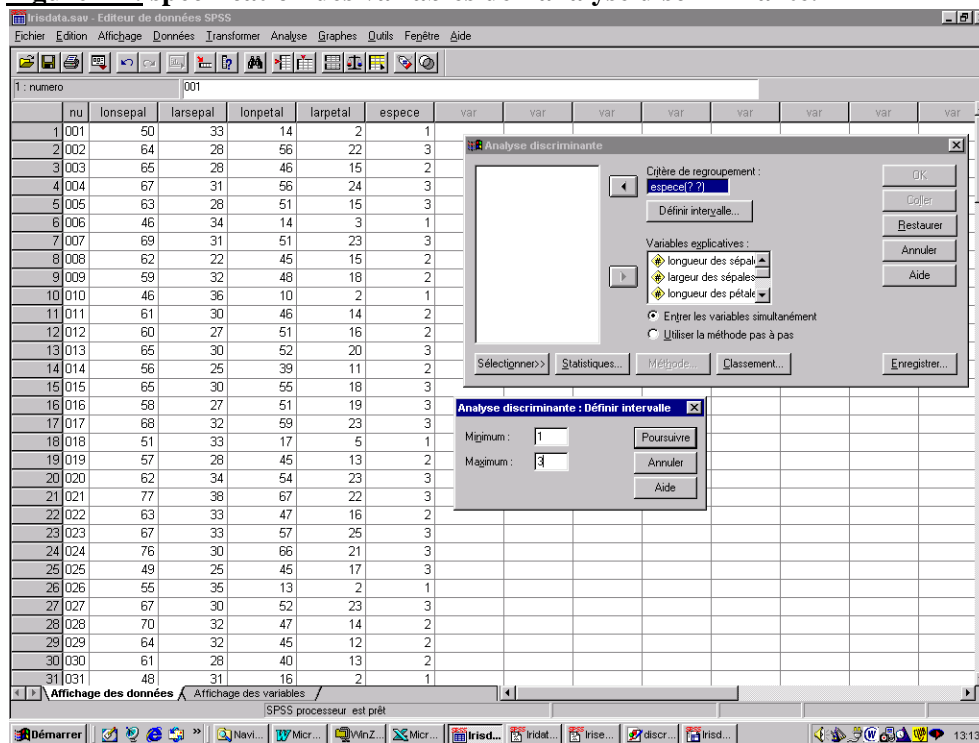 spécification des variables de l'analyse discriminante.
Irisdata.sav - Editeur de données SPSS
Fichier Edition Affichage Données Transformer Analyse Graphes Outils Fenêtre Aide
1 : numero 001
nu lonsepal larsepal lonpetal larpetal espece var var var var var var var
1 001 50 33 14 2 1
2 002 64 28 56 22 3
3 003 65 28 46 15 2
4 004 67 31 56 24 3
5 005 63 28 51 15 3
6 006 46 34 14 3 1
7 007 69 31 51 23 3
8 008 62 22 45 15 2
9 009 59 32 48 18 2
10 010 46 36 10 2 1
11 011 61 30 46 14 2
12 012 60 27 51 16 2
13 013 65 30 52 20 3
14 014 56 25 39 11 2
15 015 65 30 55 18 3
16 016 58 27 51 19 3
17 017 68 32 59 23 3
18 018 51 33 17 5 1
19 019 57 28 45 13 2
20 020 62 34 54 23 3
21 021 77 38 67 22 3
22 022 63 33 47 16 2
23 023 67 33 57 25 3
24 024 76 30 66 21 3
25 025 49 25 45 17 3
26 026 55 35 13 2 1
27 027 67 30 52 23 3
28 028 70 32 47 14 2
29 029 64 32 45 12 2
30 030 61 28 40 13 2
31 031 48 31 16 2 1
Analyse discriminante
Critère de regroupement :
espece(? ?)
Définir intervalle...
Variables explicatives :
longueur des sépal
largeur des sépales
longueur des pétale
Entrer les variables simultanément
Utiliser la méthode pas à pas
OK
Coller
Restaurer
Annuler
Aide
Sélectionner>> Statistiques... Méthode... Classement... Enregistrer...
Analyse discriminante : Définir intervalle
Minimum : 1 Poursuivre
Maximum : 3 Annuler
Aide
Affichage des données Affichage des variables
SPSS processeur est prêt
Démarrer » Navi... Micr... WinZ... Micr... Irisd... Iridat... Irise... discr... Irisd...